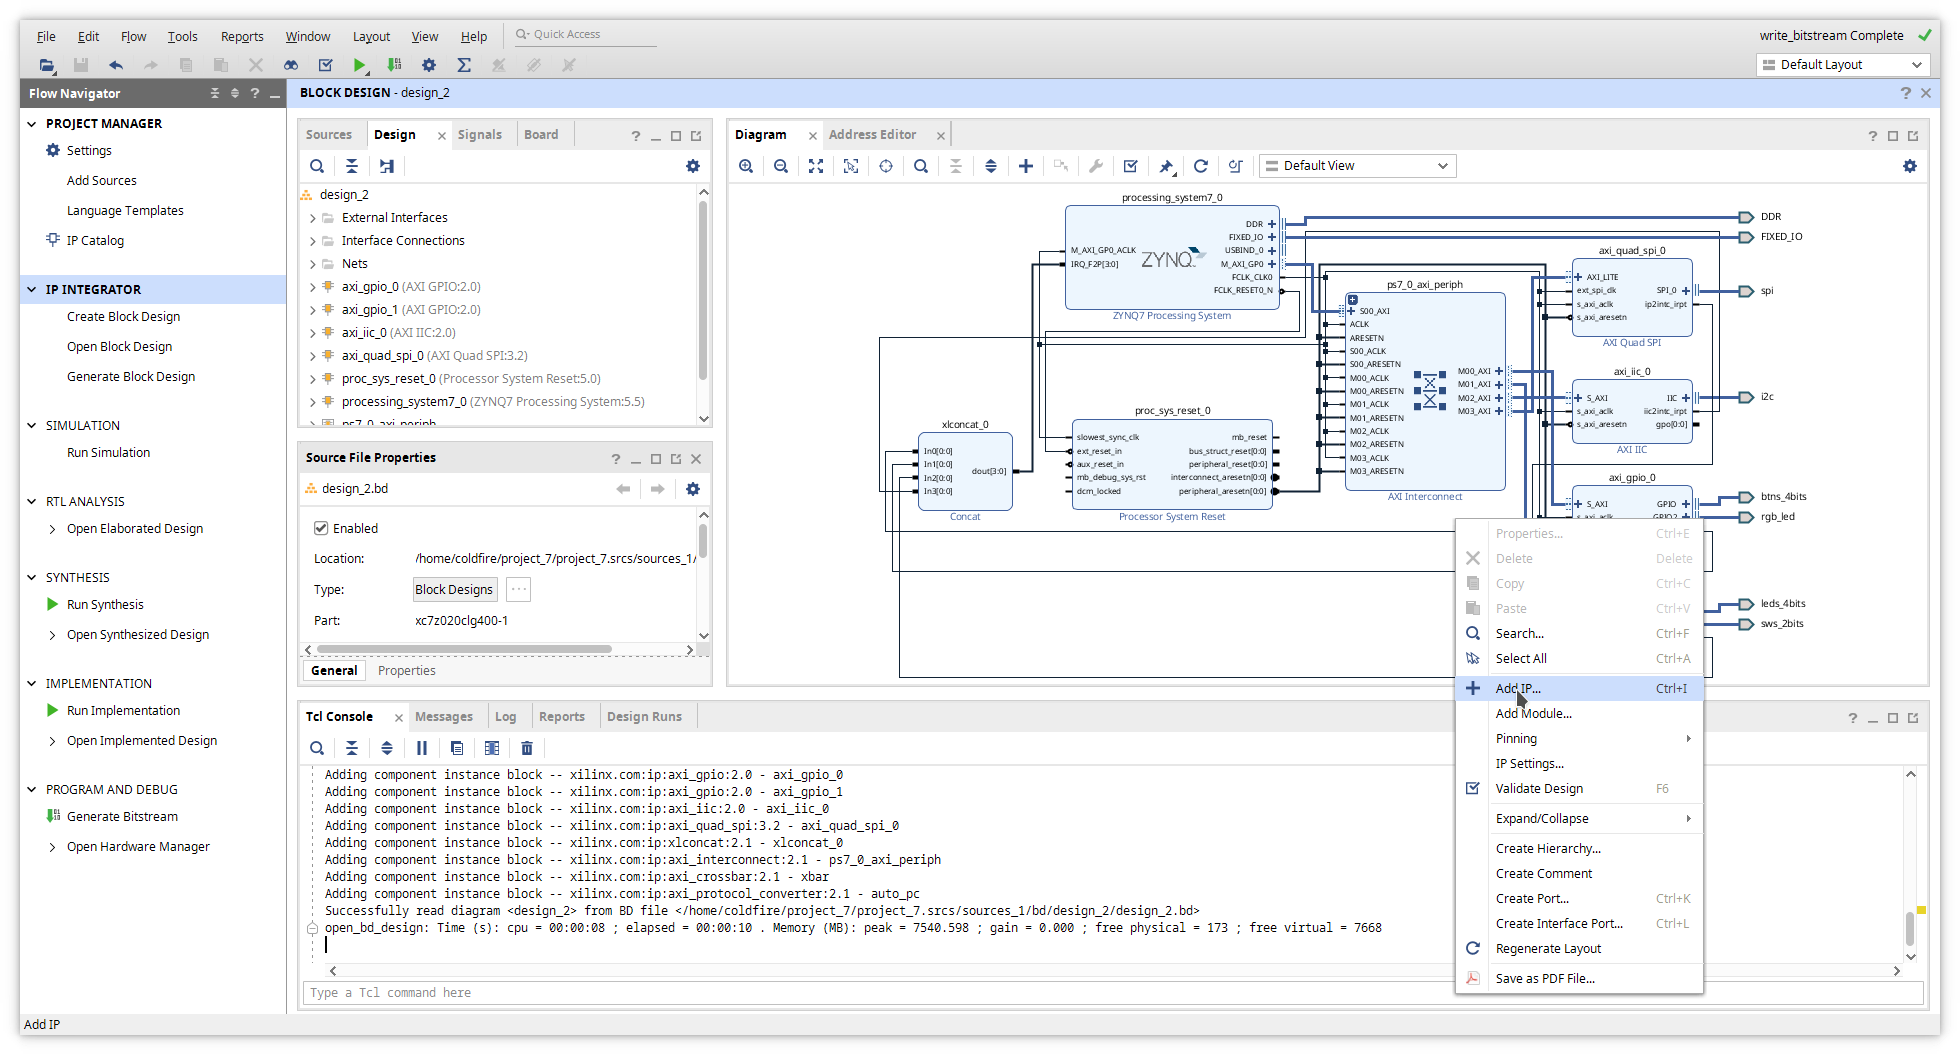 File Edit Flow Tools Reports Window Layout View Help Quick Access
write_bitstream Complete
Default Layout
Flow Navigator
PROJECT MANAGER
Settings
Add Sources
Language Templates
IP Catalog
IP INTEGRATOR
Create Block Design
Open Block Design
Generate Block Design
SIMULATION
Run Simulation
RTL ANALYSIS
Open Elaborated Design
SYNTHESIS
Run Synthesis
Open Synthesized Design
IMPLEMENTATION
Run Implementation
Open Implemented Design
PROGRAM AND DEBUG
Generate Bitstream
Open Hardware Manager
BLOCK DESIGN - design_2
Sources Design Signals Board
design_2
External Interfaces
Interface Connections
Nets
axi_gpio_0 (AXI GPIO:2.0)
axi_gpio_1 (AXI GPIO:2.0)
axi_iic_0 (AXI IIC:2.0)
axi_quad_spi_0 (AXI Quad SPI:3.2)
proc_sys_reset_0 (Processor System Reset:5.0)
processing_system7_0 (ZYNQ7 Processing System:5.5)
ps7_0_axi_periph
Source File Properties
design_2.bd
Enabled
Location: /home/coldfire/project_7/project_7.srcs/sources_1/
Type: Block Designs
Part: xc7z020clg400-1
General Properties
Diagram Address Editor
Default View
processing_system7_0
M_AXI_GP0_ACLK
IRQ_F2P[3:0]
ZYNQ
DDR
FIXED_IO
USBIND_0
M_AXI_GP0
FCLK_CLK0
FCLK_RESET0_N
ZYNQ7 Processing System
xlconcat_0
In0[0:0]
In1[0:0]
In2[0:0]
In3[0:0]
dout[3:0]
Concat
proc_sys_reset_0
slowest_sync_clk
ext_reset_in
aux_reset_in
mb_debug_sys_rst
dcm_locked
mb_reset
bus_struct_reset[0:0]
peripheral_reset[0:0]
interconnect_aresetn[0:0]
peripheral_aresetn[0:0]
Processor System Reset
ps7_0_axi_periph
S00_AXI
ACLK
ARESETN
S00_ACLK
S00_ARESETN
M00_ACLK
M00_ARESETN
M01_ACLK
M01_ARESETN
M02_ACLK
M02_ARESETN
M03_ACLK
M03_ARESETN
M00_AXI
M01_AXI
M02_AXI
M03_AXI
AXI Interconnect
axi_quad_spi_0
AXI_LITE
ext_spi_clk
s_axi_aclk
s_axi_aresetn
SPI_0
ip2intc_irpt
AXI Quad SPI
axi_iic_0
S_AXI
s_axi_aclk
s_axi_aresetn
IIC
iic2intc_irpt
gpo[0:0]
AXI IIC
axi_gpio_0
S_AXI
s_axi_aclk
GPIO
GPIO2
DDR
FIXED_IO
spi
i2c
btns_4bits
rgb_led
leds_4bits
sws_2bits
Properties... Ctrl+E
Delete Delete
Copy Ctrl+C
Paste Ctrl+V
Search... Ctrl+F
Select All Ctrl+A
Add IP... Ctrl+I
Add Module...
Pinning
IP Settings...
Validate Design F6
Expand/Collapse
Create Hierarchy...
Create Comment
Create Port... Ctrl+K
Create Interface Port... Ctrl+L
Regenerate Layout
Save as PDF File...
Tcl Console Messages Log Reports Design Runs
Adding component instance block -- xilinx.com:ip:axi_gpio:2.0 - axi_gpio_0
Adding component instance block -- xilinx.com:ip:axi_gpio:2.0 - axi_gpio_1
Adding component instance block -- xilinx.com:ip:axi_iic:2.0 - axi_iic_0
Adding component instance block -- xilinx.com:ip:axi_quad_spi:3.2 - axi_quad_spi_0
Adding component instance block -- xilinx.com:ip:xlconcat:2.1 - xlconcat_0
Adding component instance block -- xilinx.com:ip:axi_interconnect:2.1 - ps7_0_axi_periph
Adding component instance block -- xilinx.com:ip:axi_crossbar:2.1 - xbar
Adding component instance block -- xilinx.com:ip:axi_protocol_converter:2.1 - auto_pc
Successfully read diagram <design_2> from BD file </home/coldfire/project_7/project_7.srcs/sources_1/bd/design_2/design_2.bd>
open_bd_design: Time (s): cpu = 00:00:08 ; elapsed = 00:00:10 . Memory (MB): peak = 7540.598 ; gain = 0.000 ; free physical = 173 ; free virtual = 7668
Type a Tcl command here
Add IP